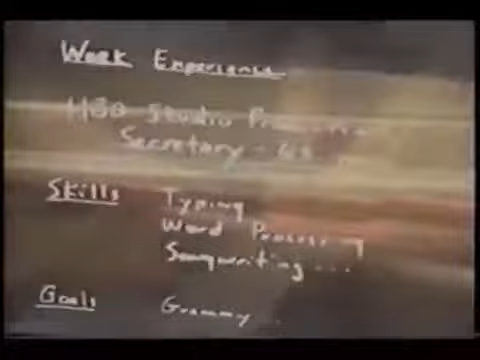 Work Experience
HBO Studio
Secretary -
Skills Typing
Word Processing
Songwriting...
Goals Grammy